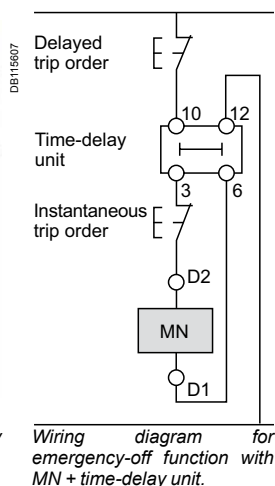 DB115607
Delayed
trip order
10 12
Time-delay
unit
3 6
Instantaneous
trip order
D2
MN
D1
Wiring diagram for
emergency-off function with
MN + time-delay unit.